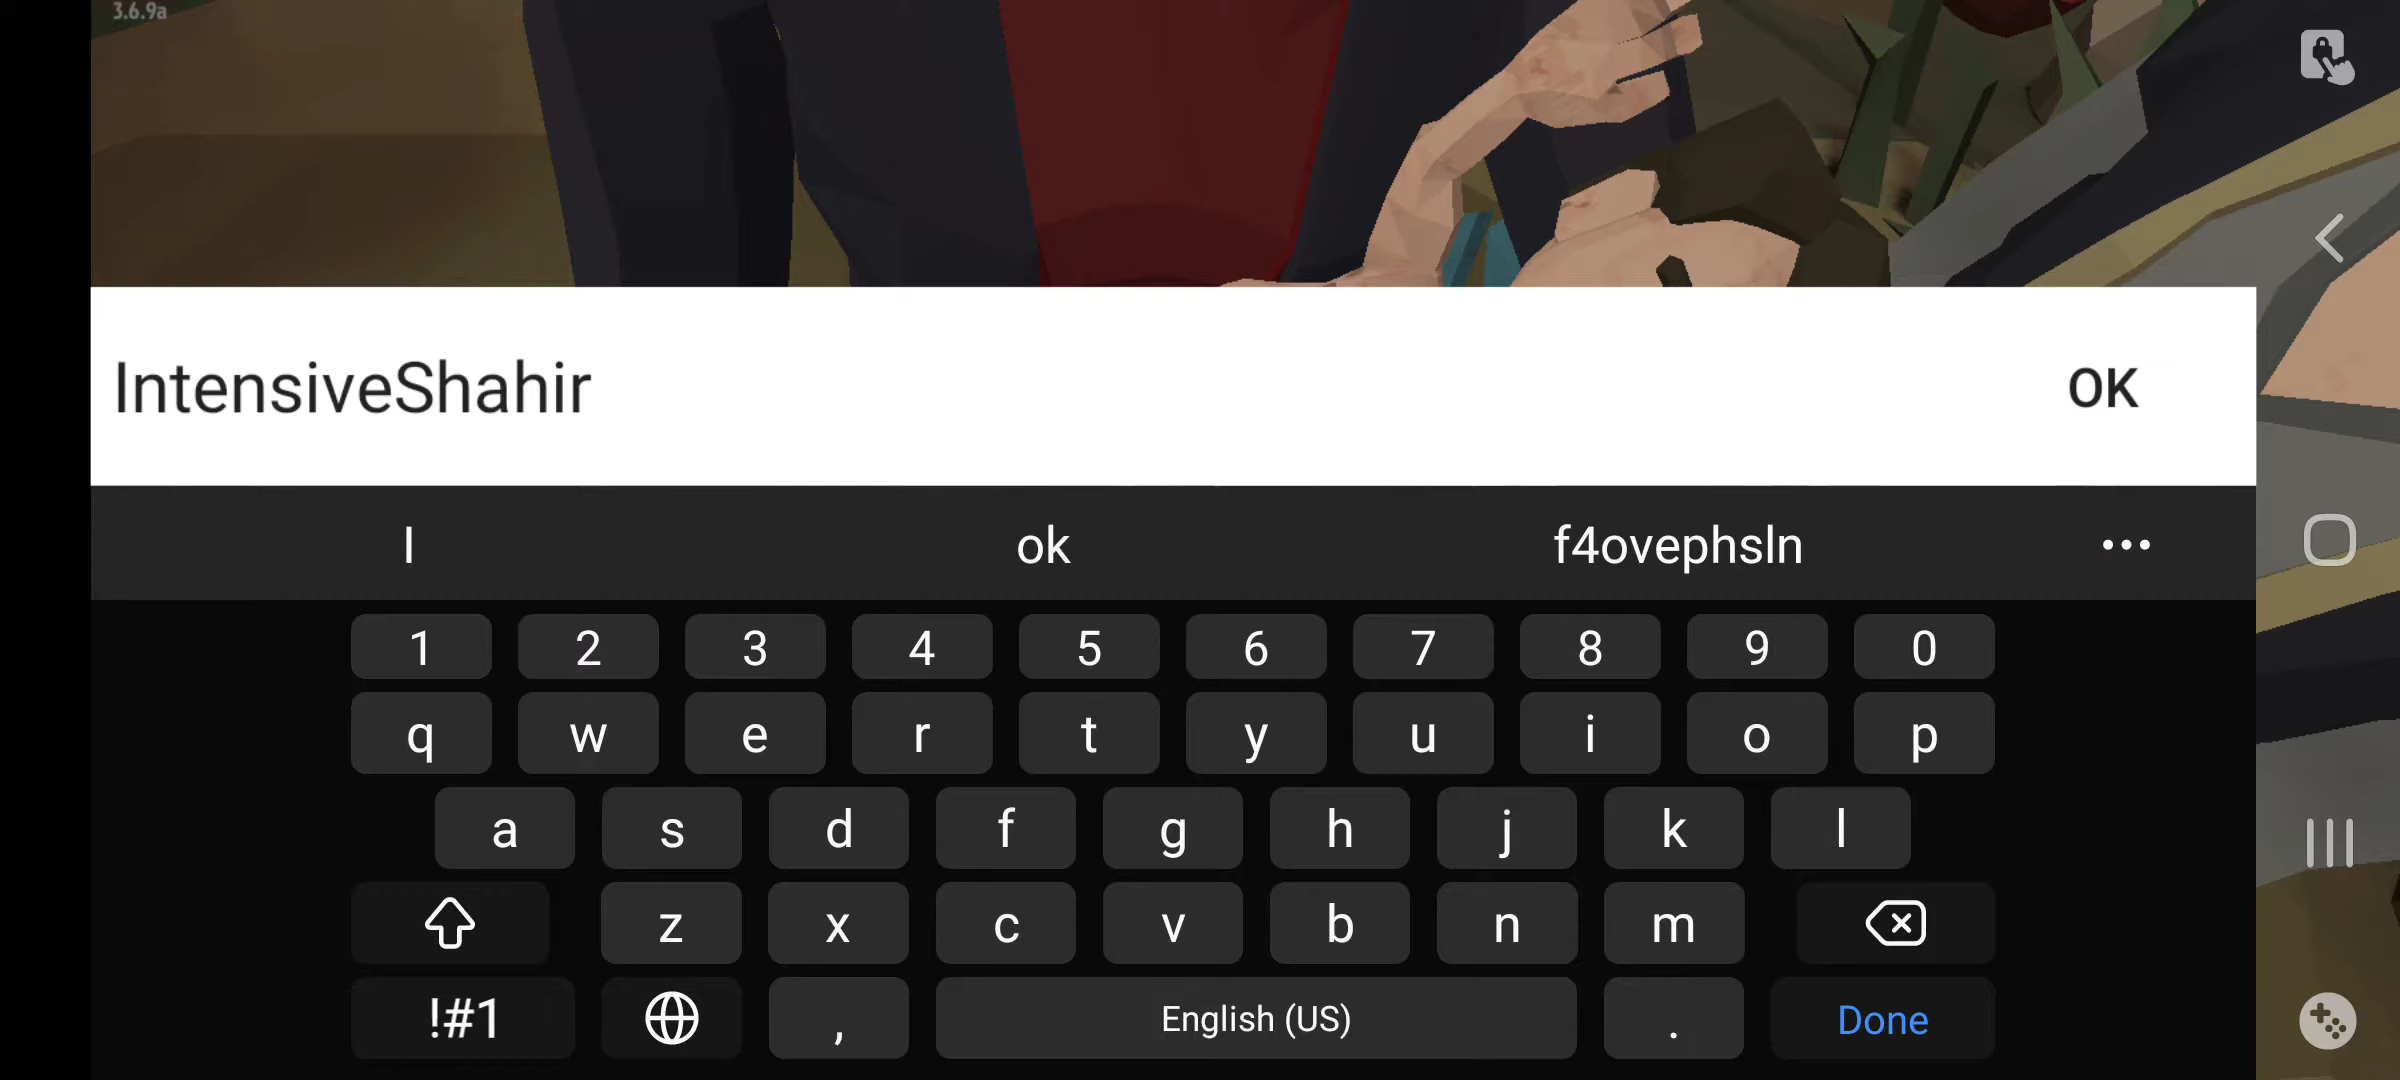 3.6.9a
IntensiveShahir OK
I ok f4ovephsln ...
1 2 3 4 5 6 7 8 9 0
q w e r t y u i o p
a s d f g h j k l
z x c v b n m
!#1 , English (US) . Done